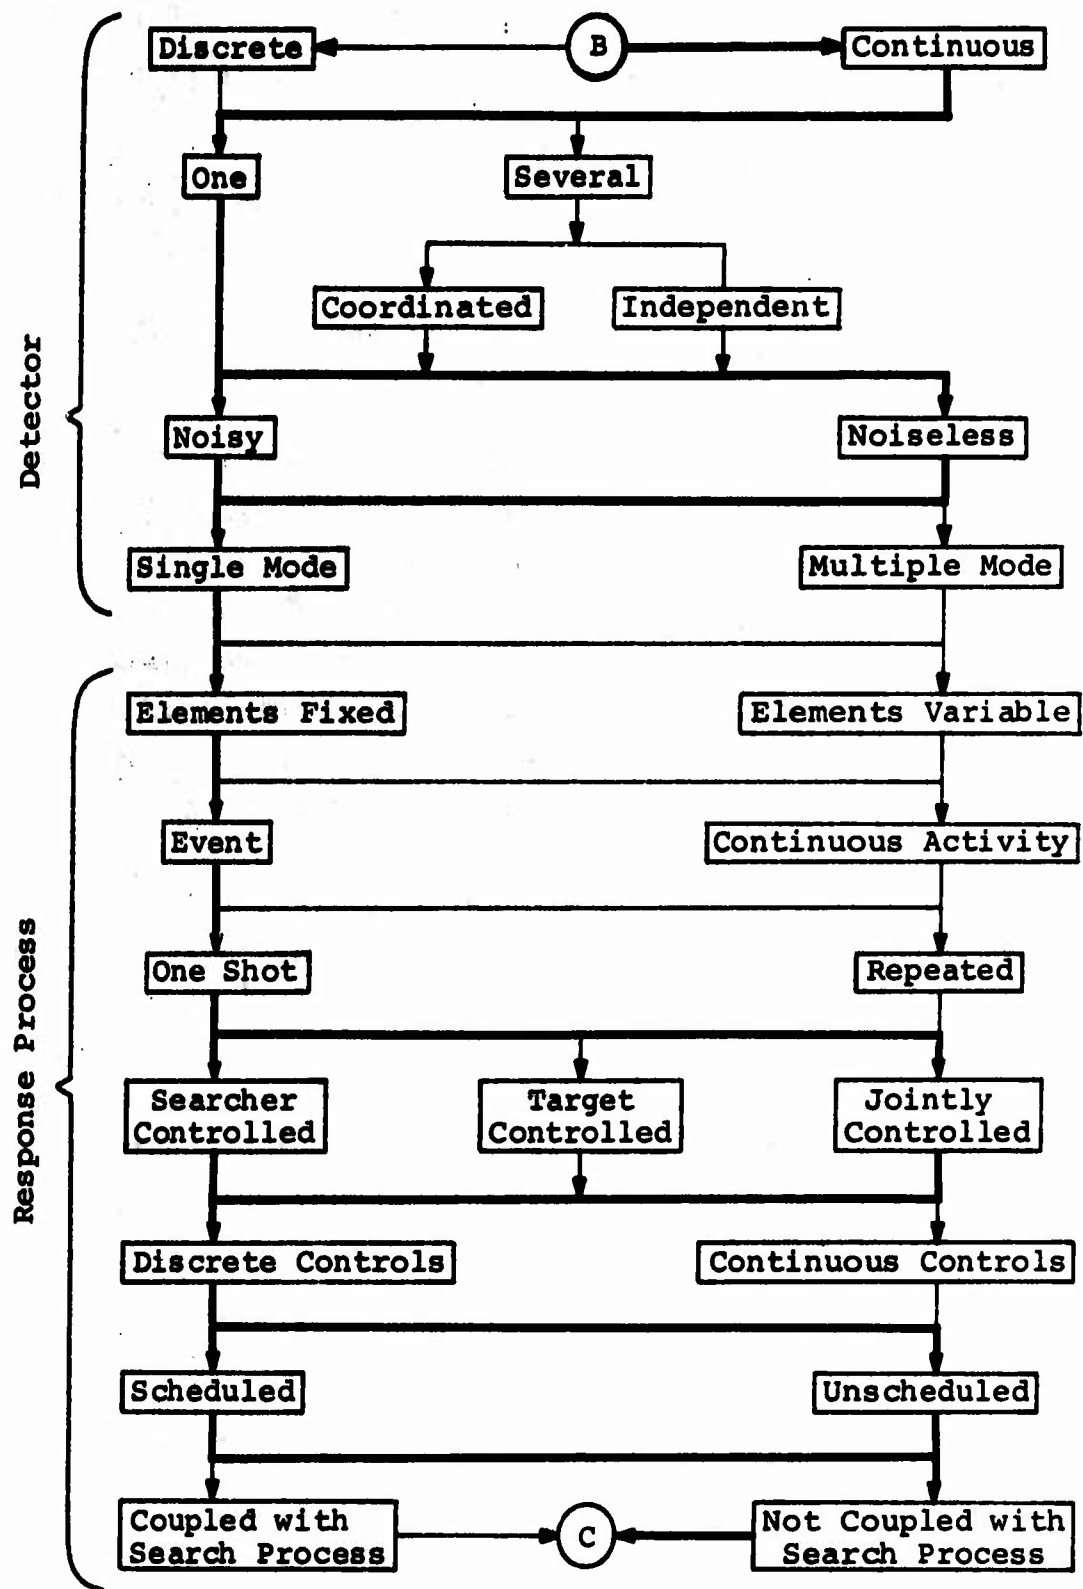 Discrete
B
Continuous
One
Several
Coordinated
Independent
Detector
Noisy
Noiseless
Single Mode
Multiple Mode
Elements Fixed
Elements Variable
Event
Continuous Activity
One Shot
Repeated
Response Process
Searcher
Controlled
Target
Controlled
Jointly
Controlled
Discrete Controls
Continuous Controls
Scheduled
Unscheduled
Coupled with
Search Process
C
Not Coupled with
Search Process